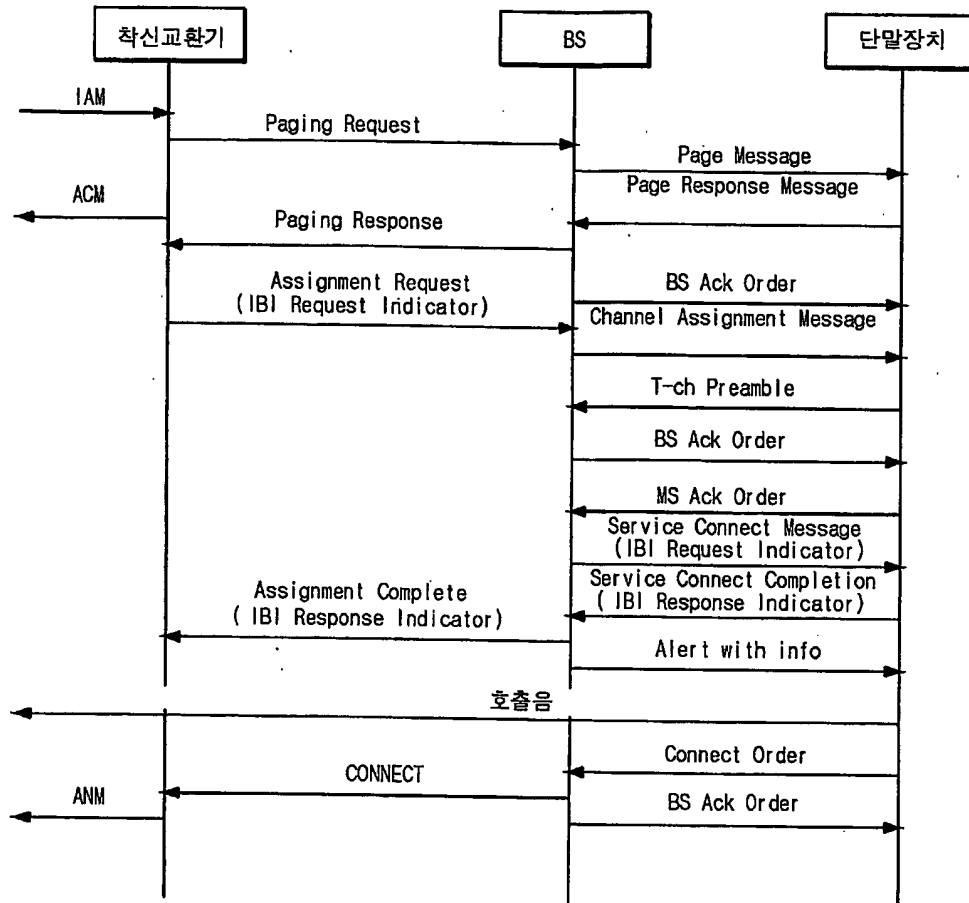 착신교환기
BS
단말장치
IAM
Paging Request
Page Message
Page Response Message
ACM
Paging Response
Assignment Request
(IBI Request Indicator)
BS Ack Order
Channel Assignment Message
T-ch Preamble
BS Ack Order
MS Ack Order
Service Connect Message
(IBI Request Indicator)
Service Connect Completion
( IBI Response Indicator)
Assignment Complete
( IBI Response Indicator)
Alert with info
호출음
Connect Order
CONNECT
ANM
BS Ack Order